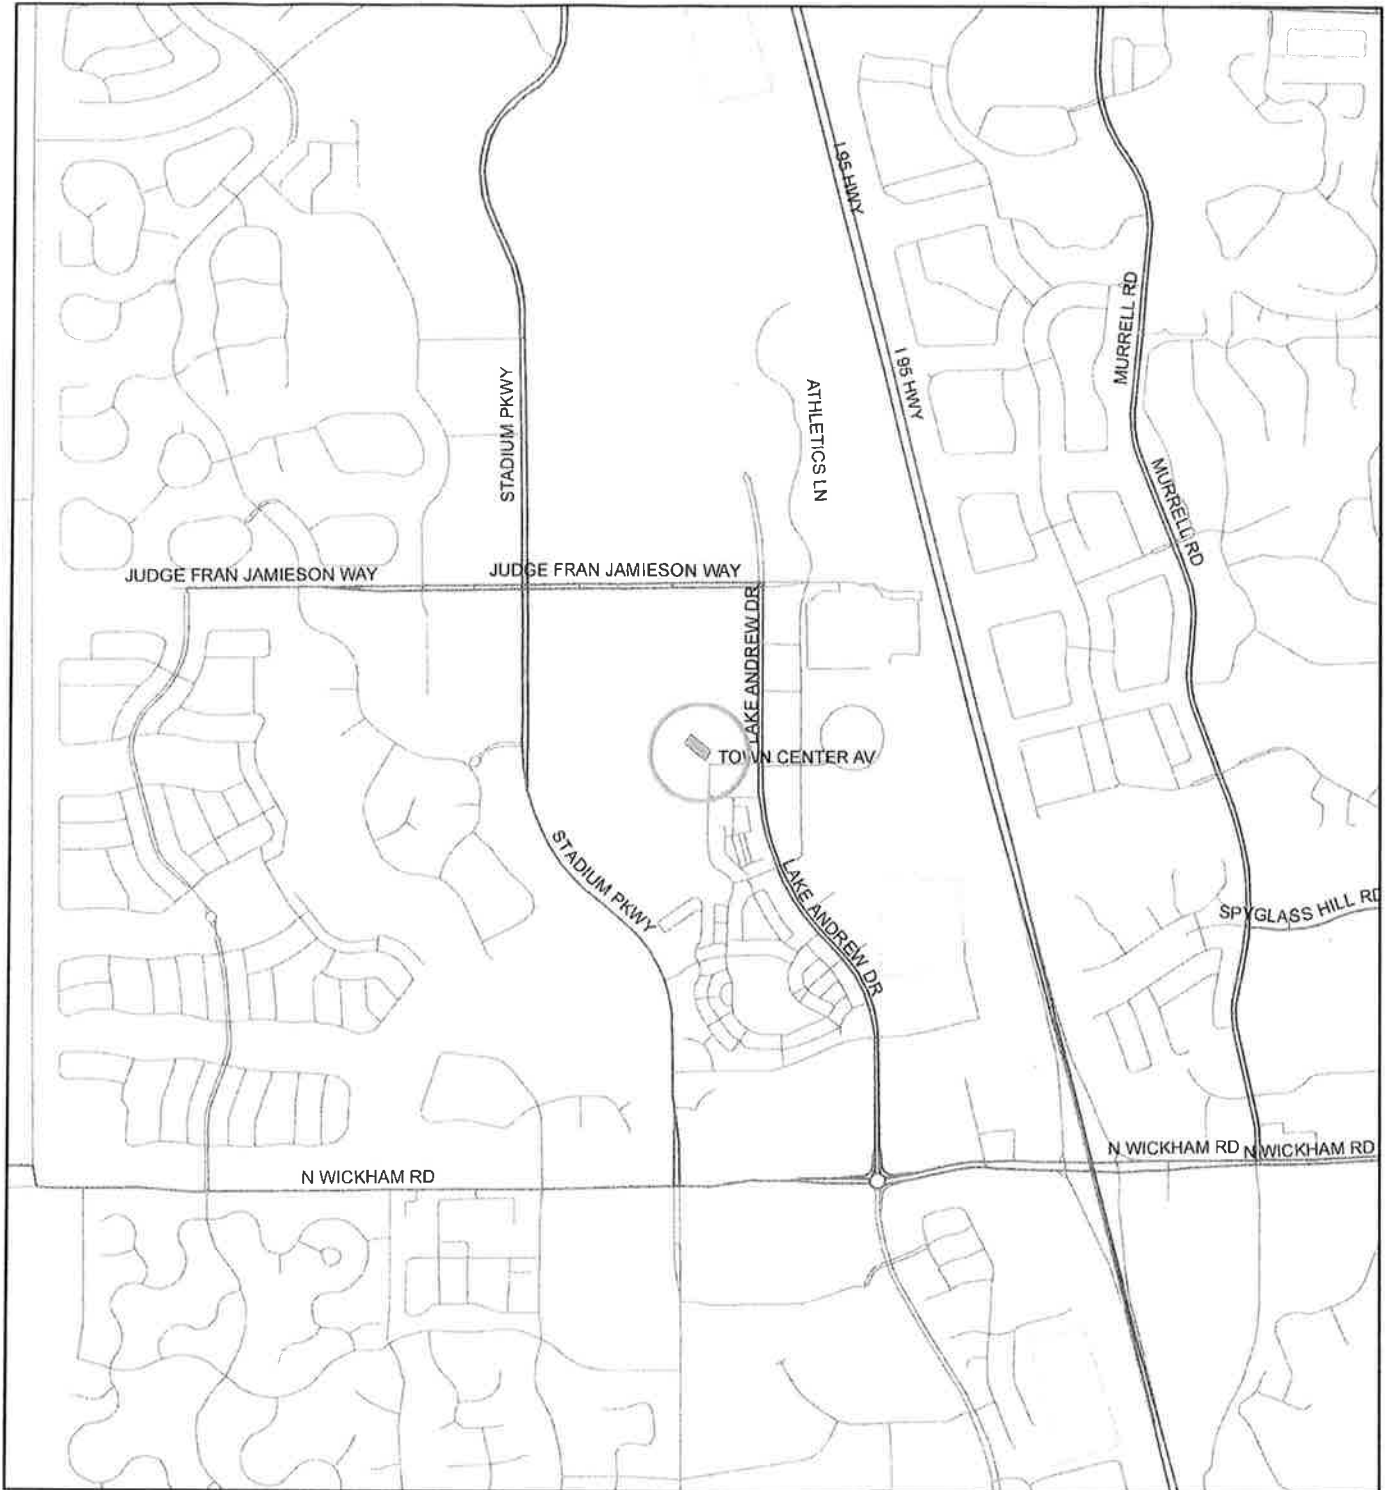 I 95 HWY
MURRELL RD
I 95 HWY
STADIUM PKWY
ATHLETICS LN
MURRELL RD
JUDGE FRAN JAMIESON WAY
JUDGE FRAN JAMIESON WAY
LAKE ANDREW DR
TOWN CENTER AV
STADIUM PKWY
LAKE ANDREW DR
SPYGLASS HILL RD
N WICKHAM RD
N WICKHAM RD
N WICKHAM RD